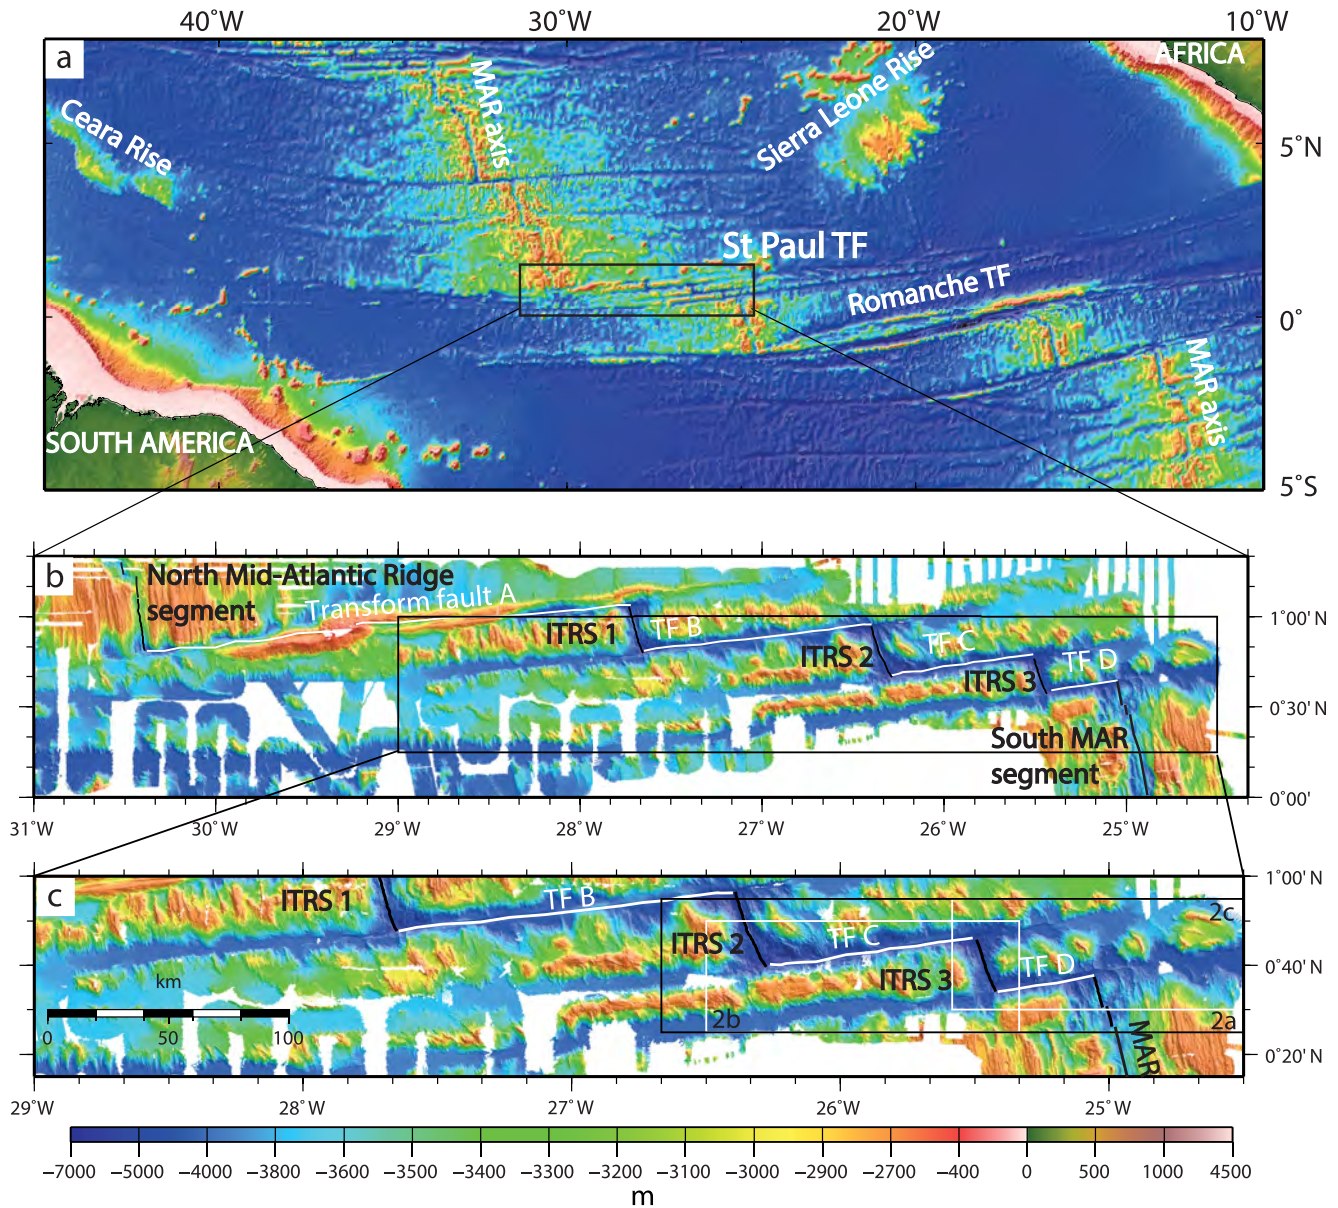 40˚W 30˚W 20˚W 10˚W
a
AFRICA
MAR axis
Sierra Leone Rise
Ceara Rise
5˚N
St Paul TF
Romanche TF
0˚
MAR axis
SOUTH AMERICA
5˚S
b
North Mid-Atlantic Ridge
segment
Transform fault A
1°00' N
ITRS 1
TF B
ITRS 2
TF C
TF D
ITRS 3
0°30' N
South MAR
segment
0°00'
31°W 30°W 29°W 28°W 27°W 26°W 25°W
c
1°00' N
ITRS 1
TF B
2c
ITRS 2
TF C
0°40' N
ITRS 3
TF D
km
0 50 100
2b
2a
MAR
0°20' N
29°W 28°W 27°W 26°W 25°W
−7000 −5000 −4000 −3800 −3600 −3500 −3400 −3300 −3200 −3100 −3000 −2900 −2700 −400 0 500 1000 4500
m